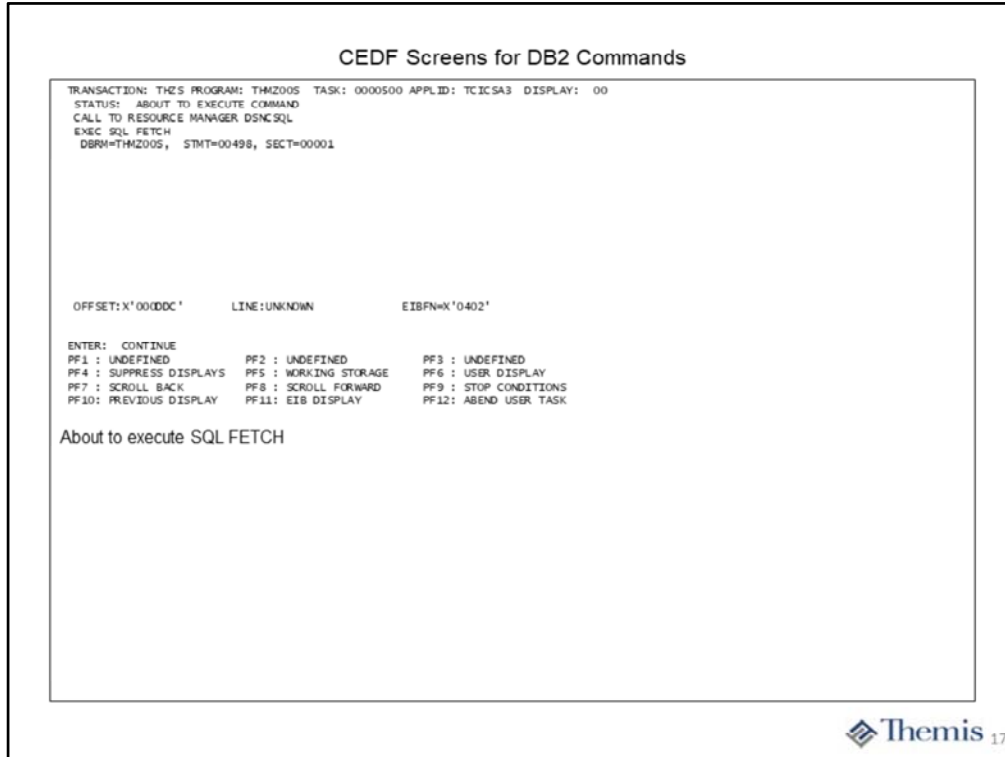 CEDF Screens for DB2 Commands
TRANSACTION: THZS PROGRAM: THMZ00S TASK: 0000500 APPLID: TCICSA3 DISPLAY: 00
STATUS: ABOUT TO EXECUTE COMMAND
CALL TO RESOURCE MANAGER DSNCSQL
EXEC SQL FETCH
DBRM=THMZ00S, STMT=00498, SECT=00001
OFFSET:X'000DDC' LINE:UNKNOWN EIBFN=X'0402'
ENTER: CONTINUE
PF1 : UNDEFINED PF2 : UNDEFINED PF3 : UNDEFINED
PF4 : SUPPRESS DISPLAYS PF5 : WORKING STORAGE PF6 : USER DISPLAY
PF7 : SCROLL BACK PF8 : SCROLL FORWARD PF9 : STOP CONDITIONS
PF10: PREVIOUS DISPLAY PF11: EIB DISPLAY PF12: ABEND USER TASK
About to execute SQL FETCH
Themis 17